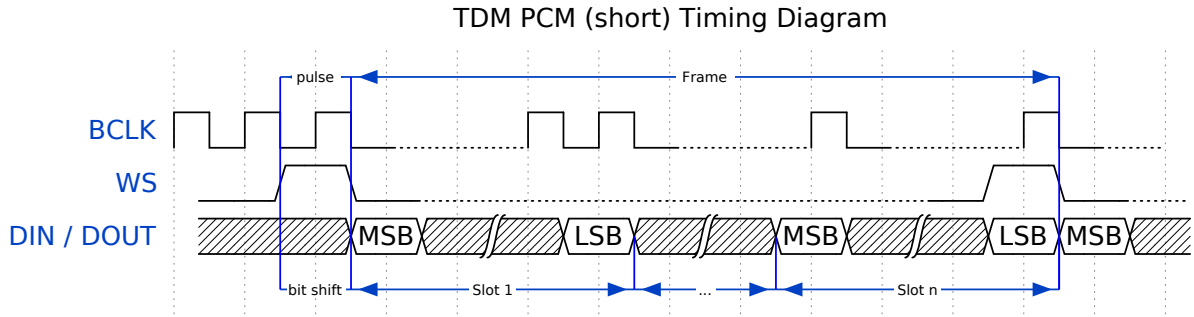 TDM PCM (short) Timing Diagram
pulse
Frame
BCLK
WS
DIN / DOUT
MSB
LSB
MSB
LSB
MSB
bit shift
Slot 1
...
Slot n